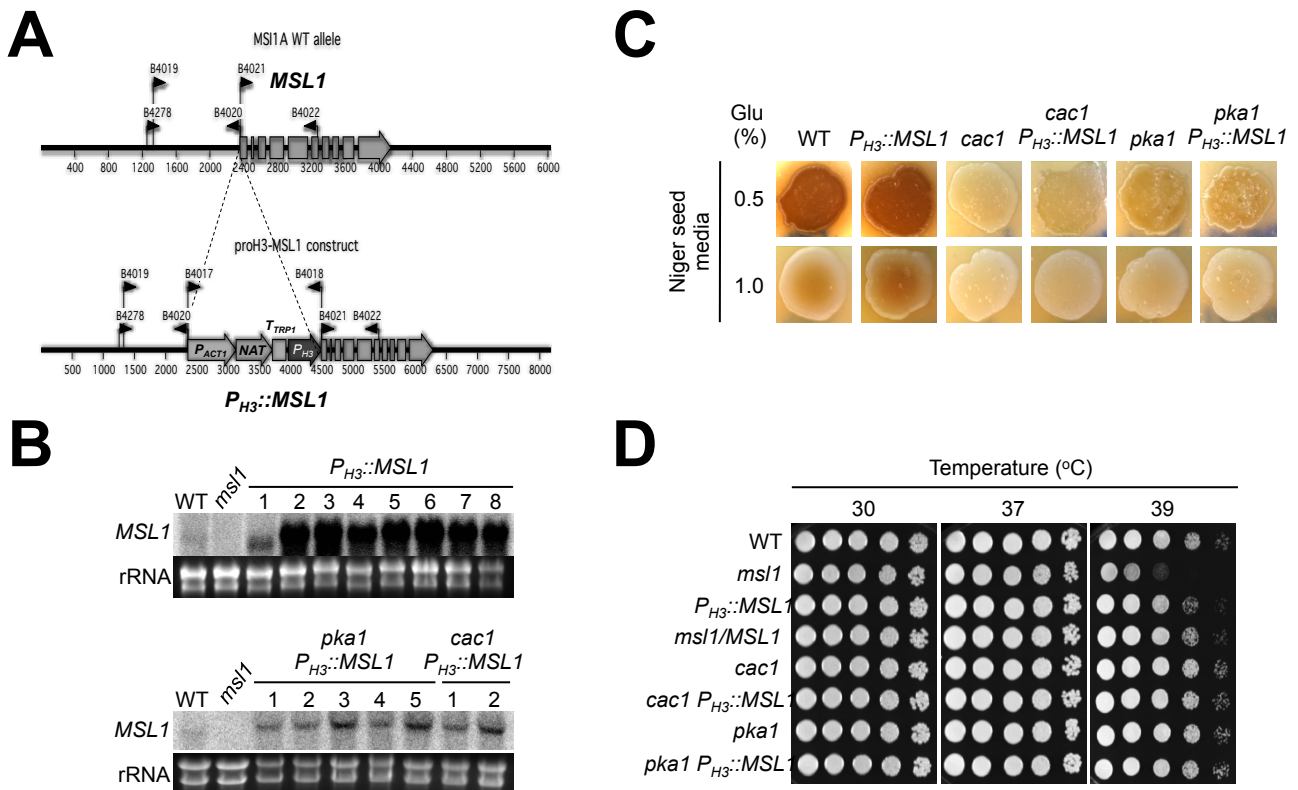 A
MSI1A WT allele
B4019 B4021
MSL1
B4278 B4020 B4022
400 800 1200 1600 2000 2400 2800 3200 3600 4000 4400 4800 5200 5600 6000
proH3-MSL1 construct
B4019 B4017 B4018
B4278 B4020 TTRP1 B4021 B4022
PACT1 NAT PH3
500 1000 1500 2000 2500 3000 3500 4000 4500 5000 5500 6000 6500 7000 7500 8000
PH3::MSL1
B
PH3::MSL1
WT msl1 1 2 3 4 5 6 7 8
MSL1
rRNA
pka1 cac1
PH3::MSL1 PH3::MSL1
WT msl1 1 2 3 4 5 1 2
MSL1
rRNA
C
Glu
(%)
WT PH3::MSL1 cac1 cac1 PH3::MSL1 pka1 pka1 PH3::MSL1
Niger seed
media
0.5
1.0
D
Temperature (oC)
30 37 39
WT
msl1
PH3::MSL1
msl1/MSL1
cac1
cac1 PH3::MSL1
pka1
pka1 PH3::MSL1